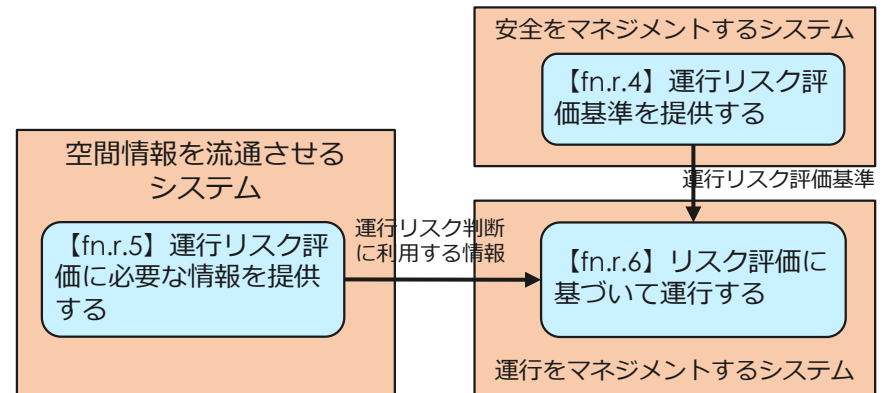 安全をマネジメントするシステム
【fn.r.4】運行リスク評
価基準を提供する
運行リスク評価基準
空間情報を流通させる
システム
【fn.r.5】運行リスク評
価に必要な情報を提供
する
運行リスク判断
に利用する情報
【fn.r.6】リスク評価に
基づいて運行する
運行をマネジメントするシステム